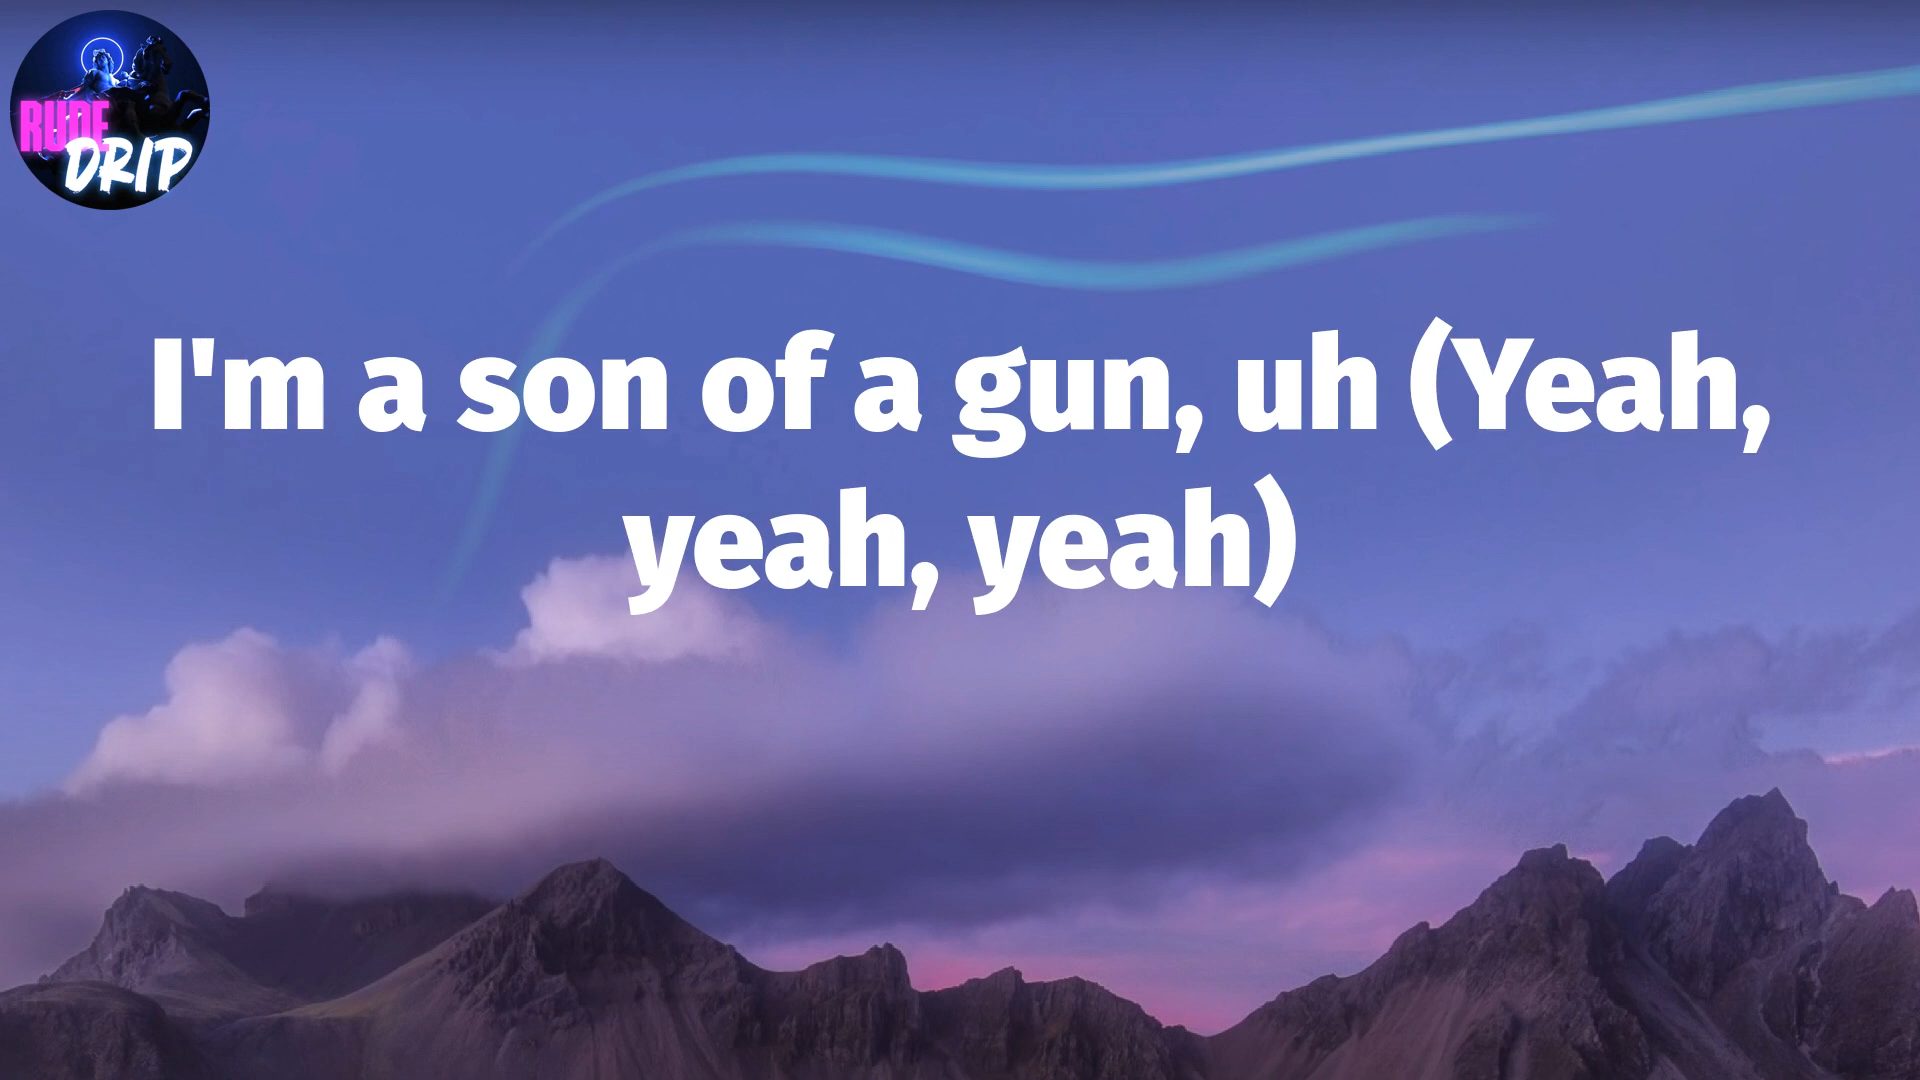 RUDE
DRIP
I'm a son of a gun, uh (Yeah,
yeah, yeah)